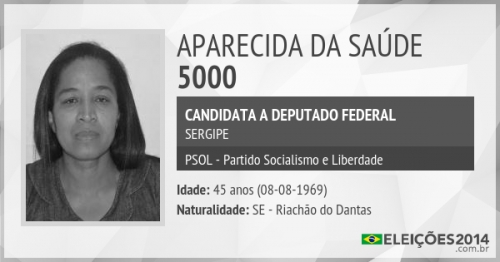 APARECIDA DA SAÚDE
5000
CANDIDATA A DEPUTADO FEDERAL
SERGIPE
PSOL - Partido Socialismo e Liberdade
Idade: 45 anos (08-08-1969)
Naturalidade: SE - Riachão do Dantas
ELEIÇÕES2014
.com.br